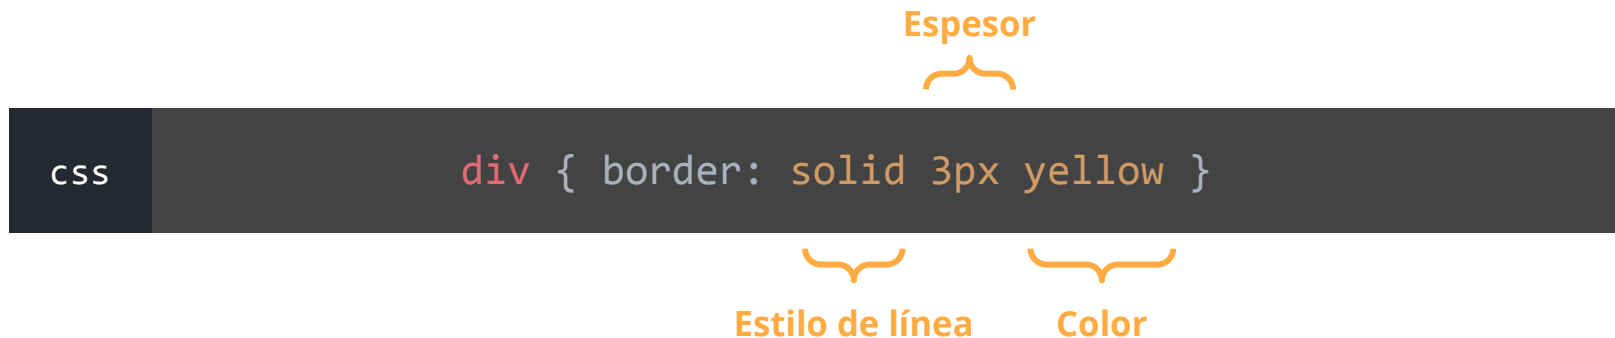 Espesor
css
div { border: solid 3px yellow }
Estilo de línea
Color